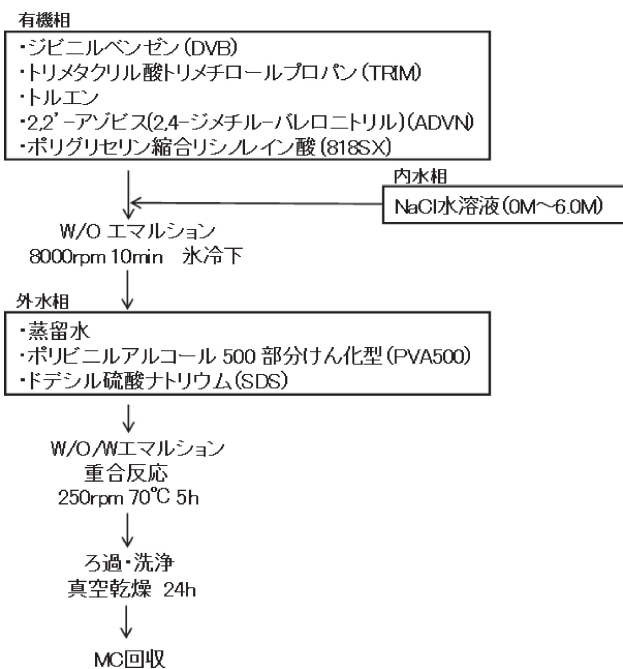 有機相
・ジビニルベンゼン(DVB)
・トリメタクリル酸トリメチロールプロパン(TRIM)
・トルエン
・2,2'-アゾビス(2,4-ジメチル-バレロニトリル)(ADVN)
・ポリグリセリン縮合リシノレイン酸(818SX)
内水相
NaCl水溶液(0M～6.0M)
W/O エマルション
8000rpm 10min 氷冷下
外水相
・蒸留水
・ポリビニルアルコール 500 部分けん化型(PVA500)
・ドデシル硫酸ナトリウム(SDS)
W/O/Wエマルション
重合反応
250rpm 70℃ 5h
ろ過・洗浄
真空乾燥 24h
MC回収